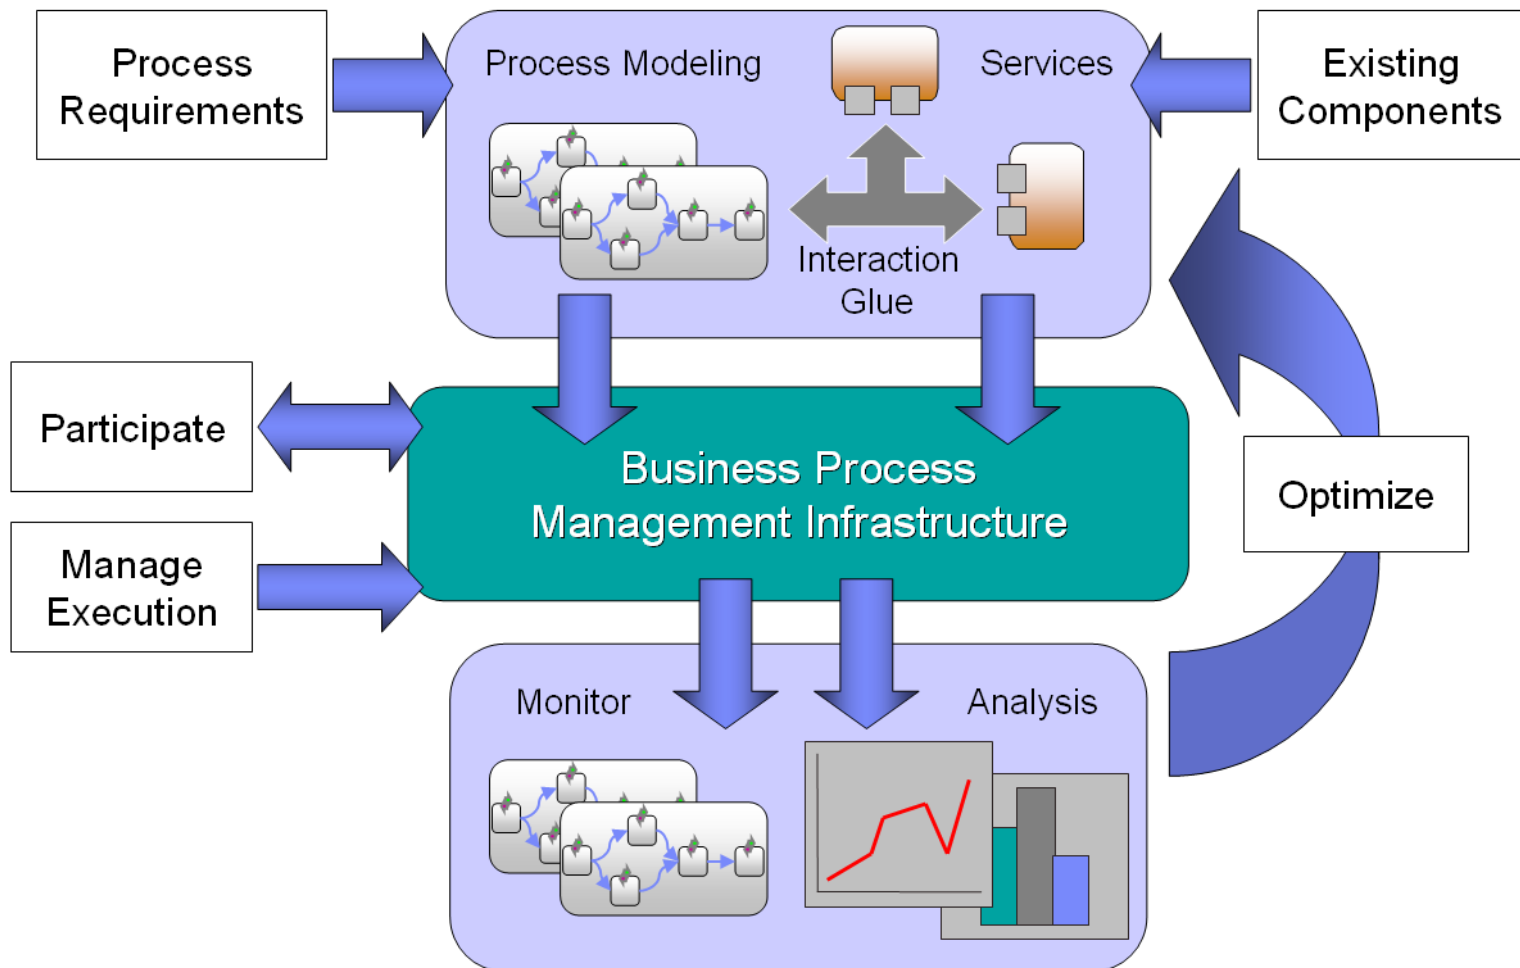 Process
Requirements
Process Modeling
Services
Existing
Components
Interaction
Glue
Participate
Business Process
Management Infrastructure
Optimize
Manage
Execution
Monitor
Analysis